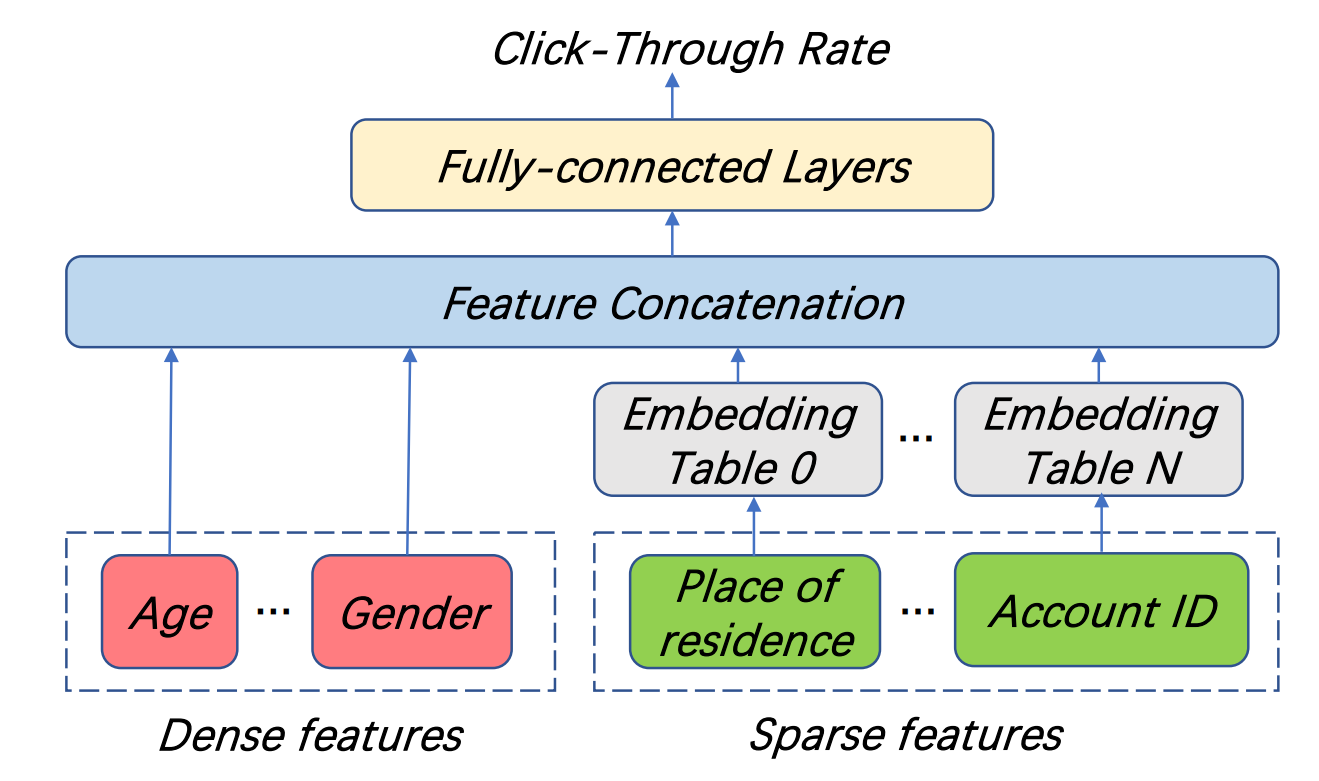 Click-Through Rate
Fully-connected Layers
Feature Concatenation
Embedding
Table 0
...
Embedding
Table N
Age
...
Gender
Place of
residence
...
Account ID
Dense features
Sparse features